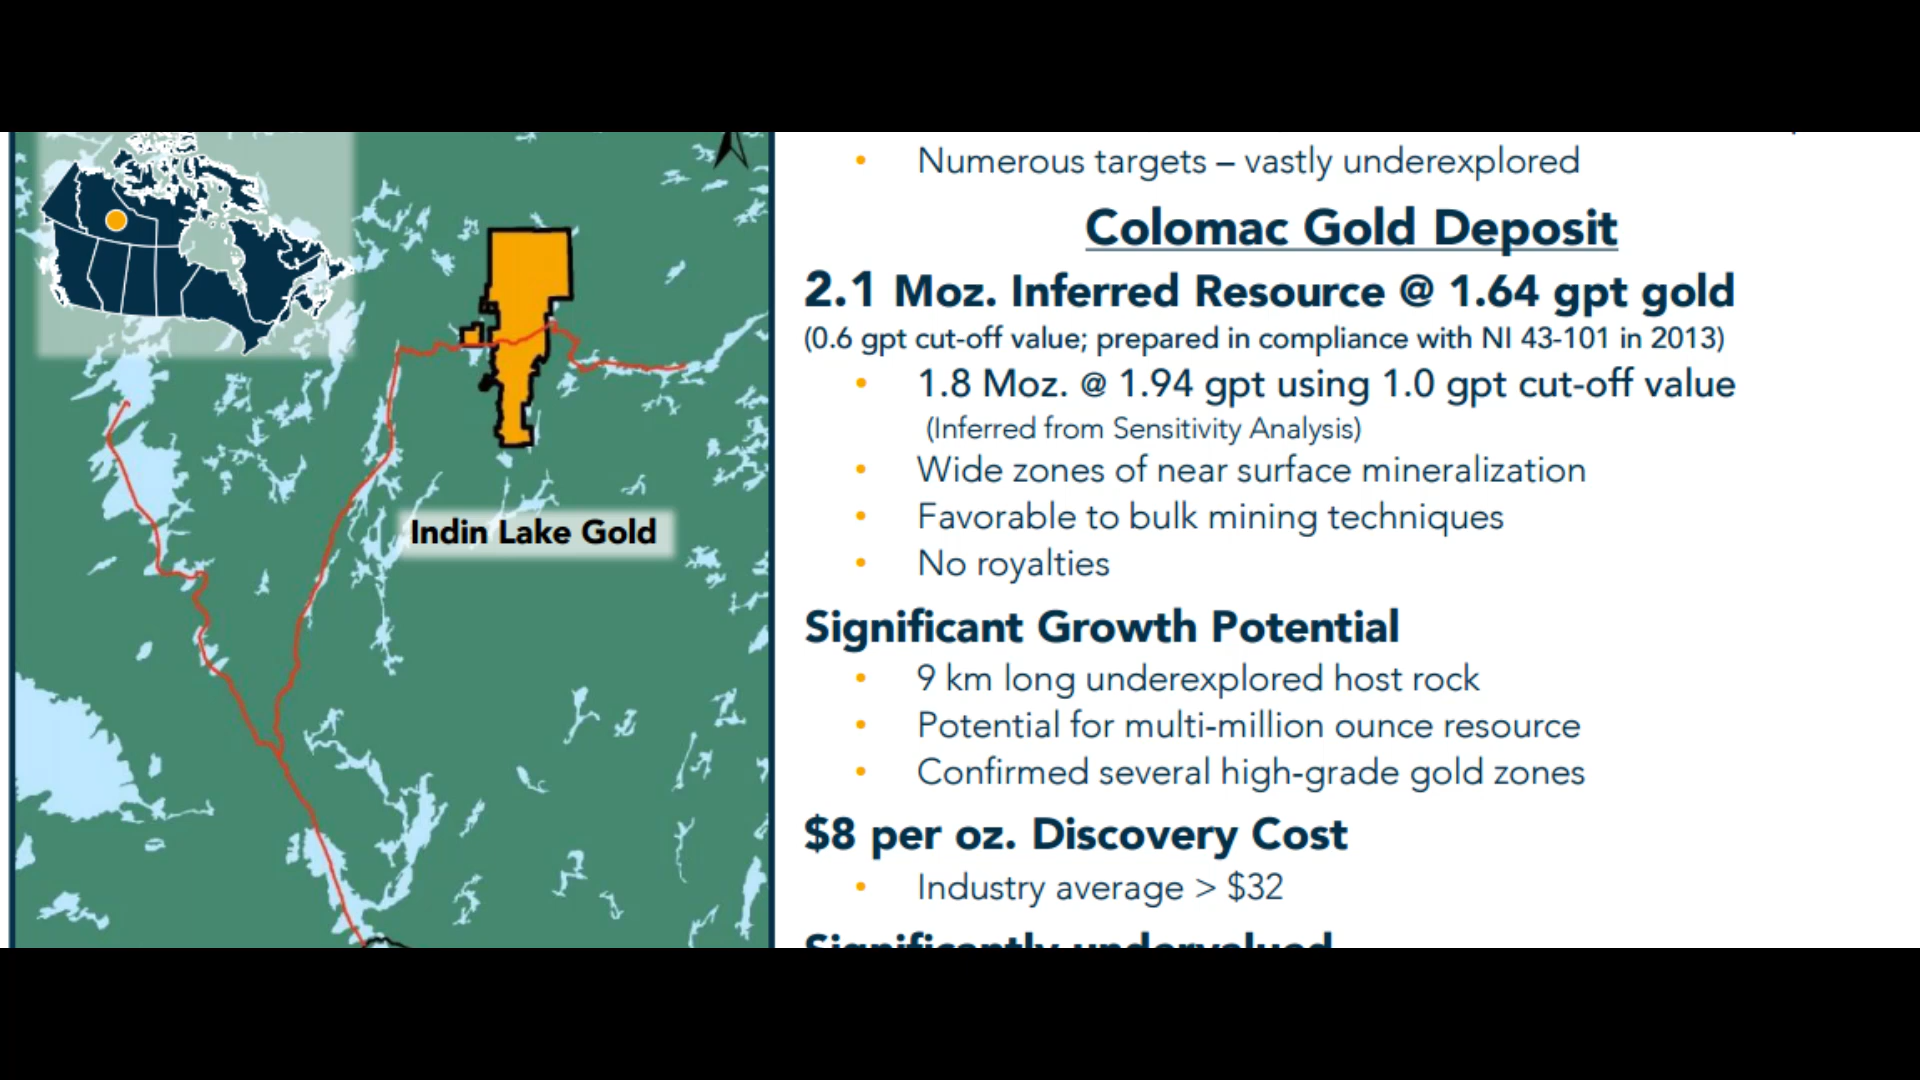 Numerous targets – vastly underexplored
Colomac Gold Deposit
2.1 Moz. Inferred Resource @ 1.64 gpt gold
(0.6 gpt cut-off value; prepared in compliance with NI 43-101 in 2013)
1.8 Moz. @ 1.94 gpt using 1.0 gpt cut-off value
(Inferred from Sensitivity Analysis)
Wide zones of near surface mineralization
Favorable to bulk mining techniques
No royalties
Significant Growth Potential
9 km long underexplored host rock
Potential for multi-million ounce resource
Confirmed several high-grade gold zones
$8 per oz. Discovery Cost
Industry average > $32
Significantly undervalued
Indin Lake Gold